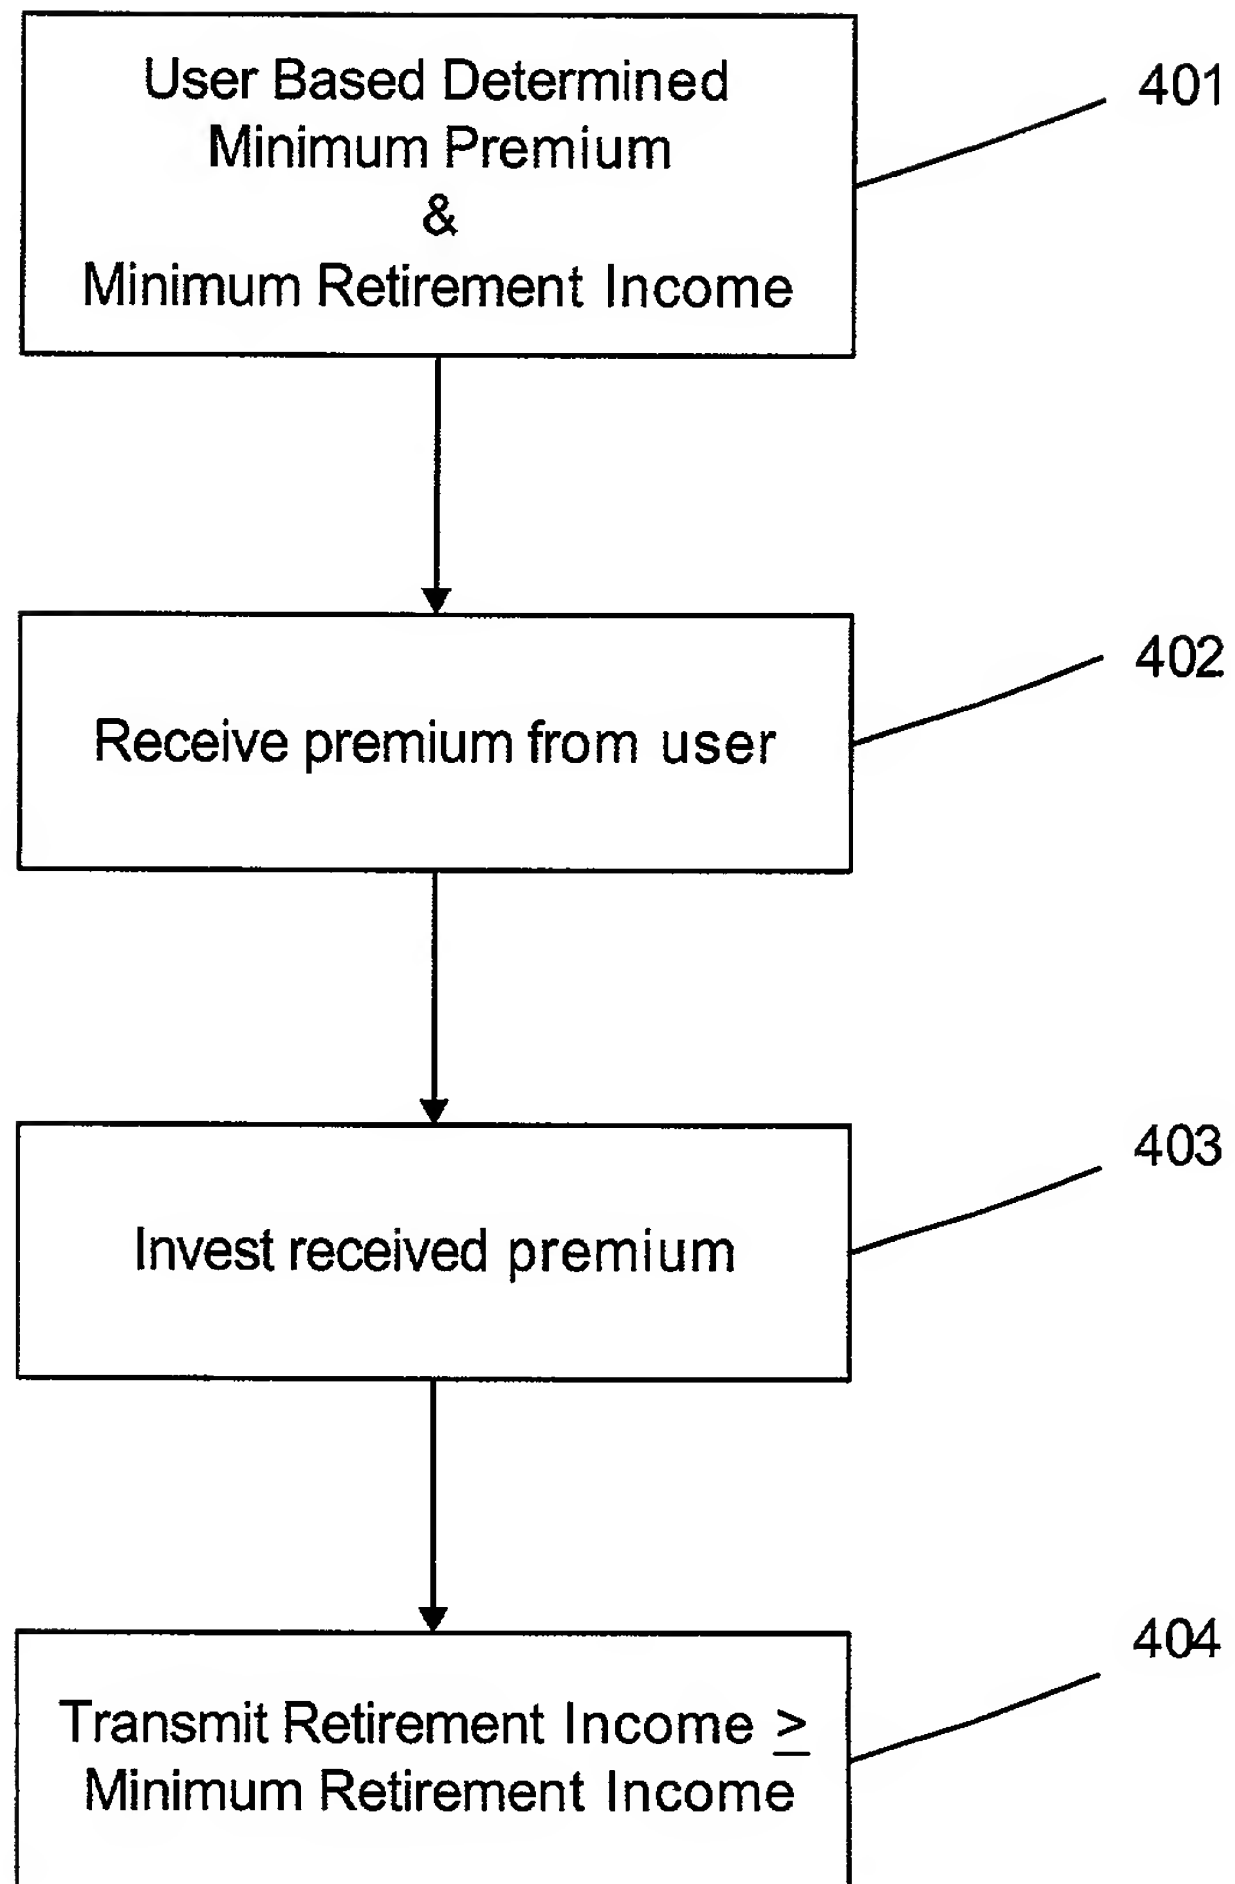 User Based Determined
Minimum Premium
&
Minimum Retirement Income
401
Receive premium from user
402
Invest received premium
403
Transmit Retirement Income ≥
Minimum Retirement Income
404